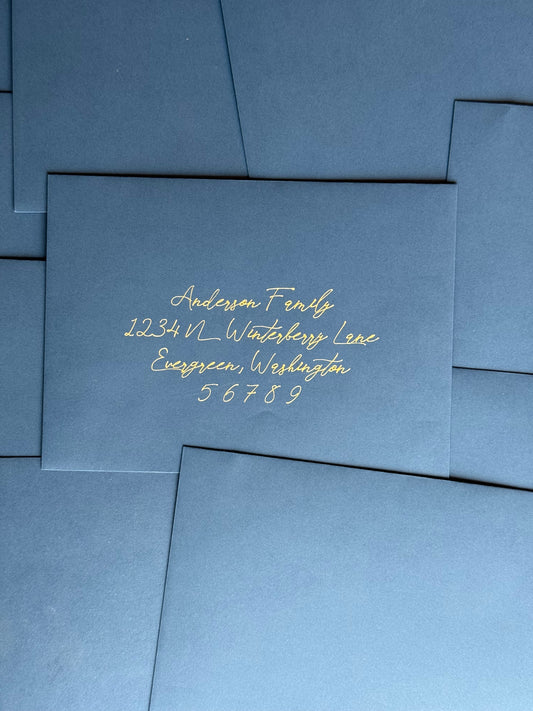 Anderson Family
1234 N Winterberry Lane
Evergreen, Washington
56789